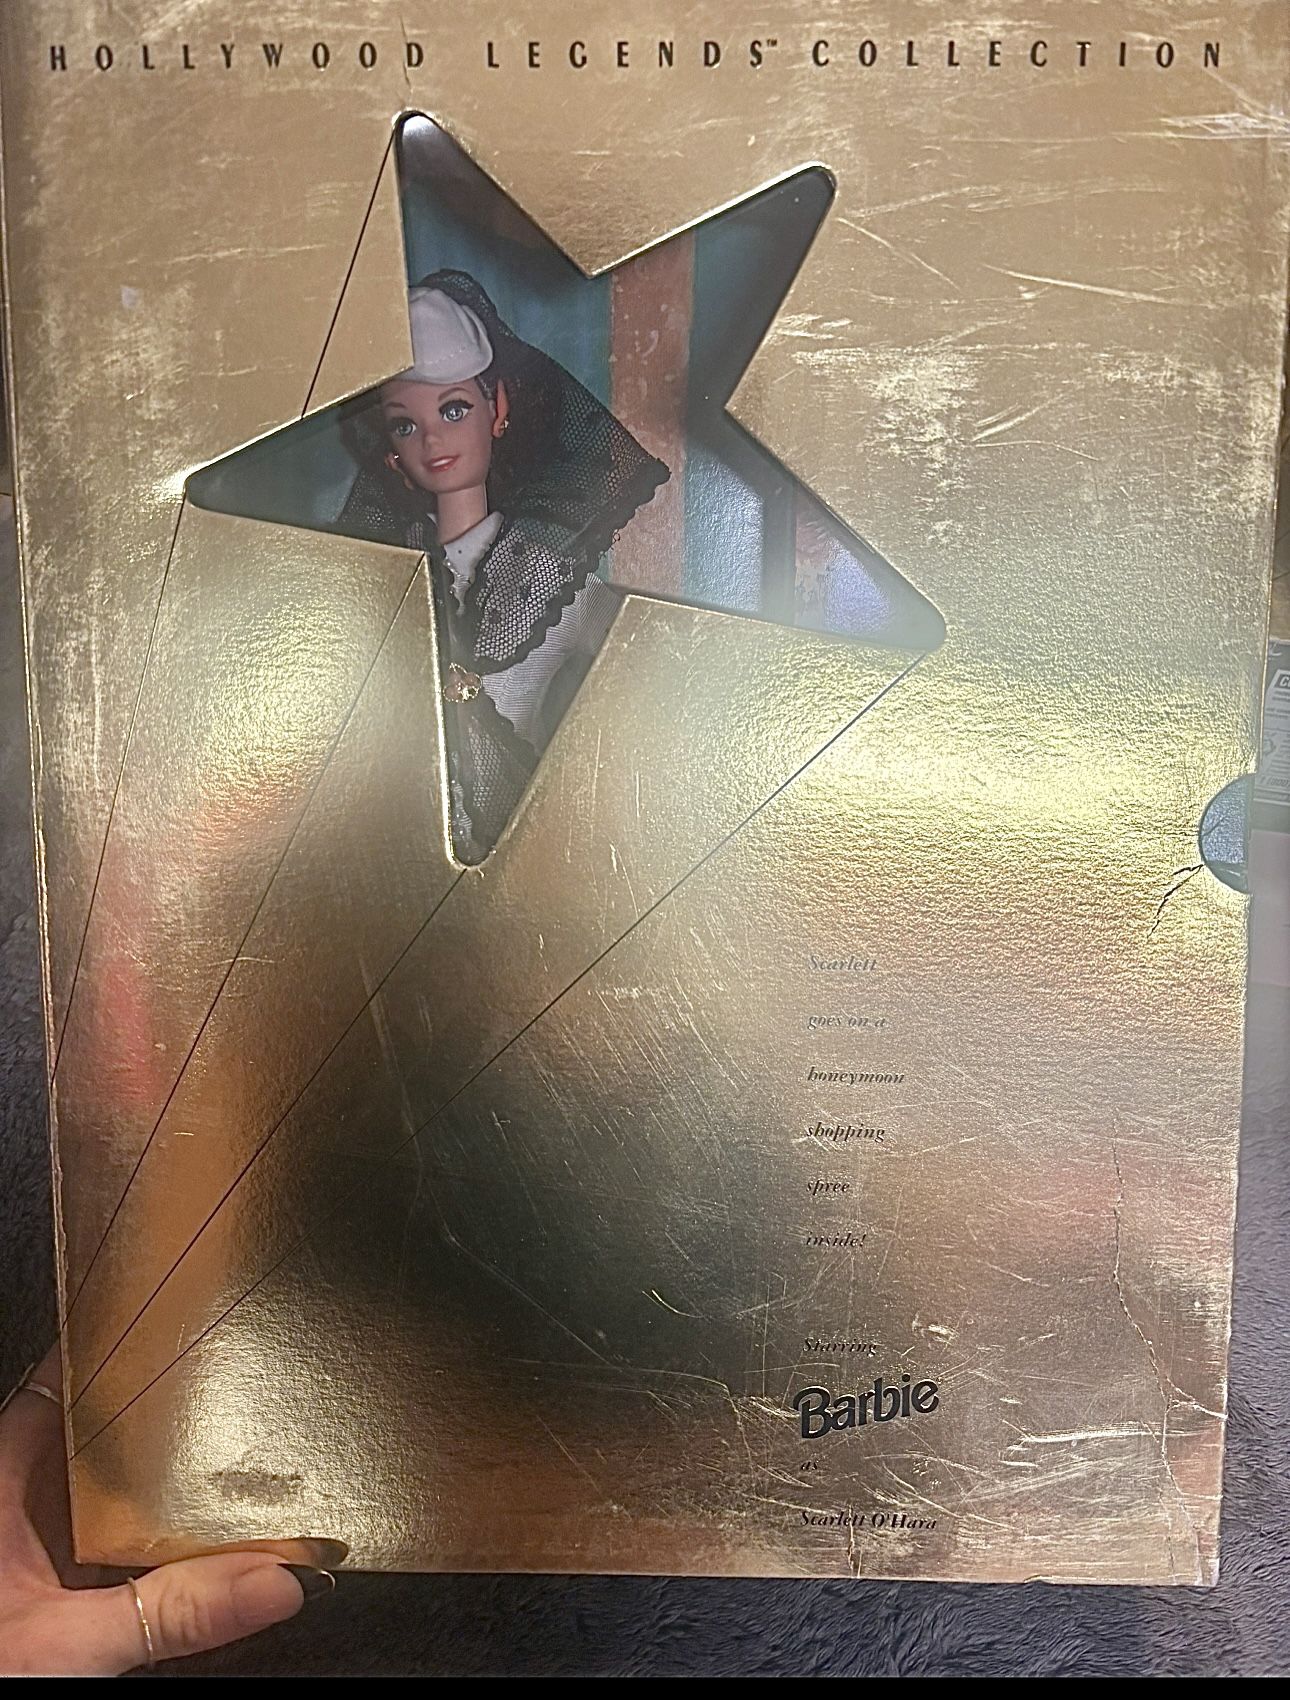 HOLLYWOOD LEGENDS™ COLLECTION
Scarlett
goes on a
honeymoon
shopping
spree
inside!
Starring
Barbie
as
Scarlett O'Hara